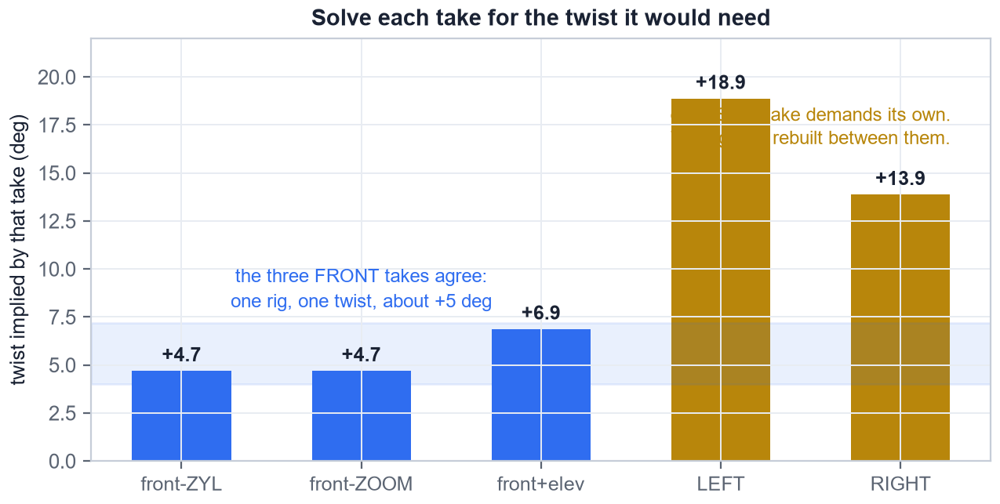 Solve each take for the twist it would need
twist implied by that take (deg)
20.0
17.5
15.0
12.5
10.0
7.5
5.0
2.5
0.0
+18.9
ake demands its own.
rebuilt between them.
+13.9
the three FRONT takes agree:
one rig, one twist, about +5 deg
+6.9
+4.7
+4.7
front-ZYL
front-ZOOM
front+elev
LEFT
RIGHT